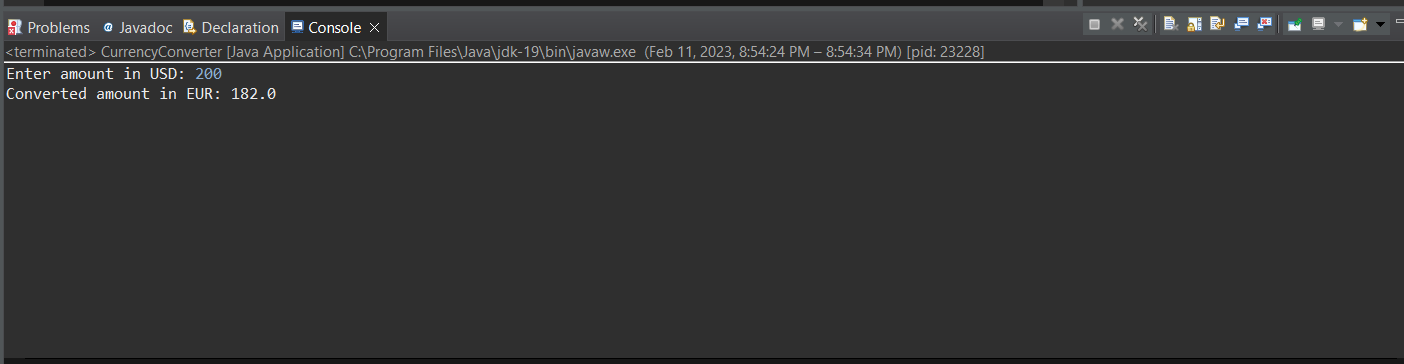 Problems @ Javadoc Declaration Console
<terminated> CurrencyConverter [Java Application] C:\Program Files\Java\jdk-19\bin\javaw.exe (Feb 11, 2023, 8:54:24 PM – 8:54:34 PM) [pid: 23228]
Enter amount in USD: 200
Converted amount in EUR: 182.0